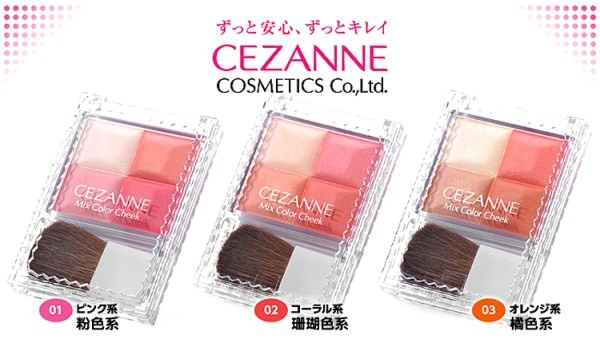 ずっと安心、ずっとキレイ
CEZANNE
COSMETICS Co.,Ltd.
CEZANNE
Mix Color Cheek
CEZANNE
Mix Color Cheek
CEZANNE
Mix Color Cheek
01 ピンク系
粉色系
02 コーラル系
珊瑚色系
03 オレンジ系
橘色系